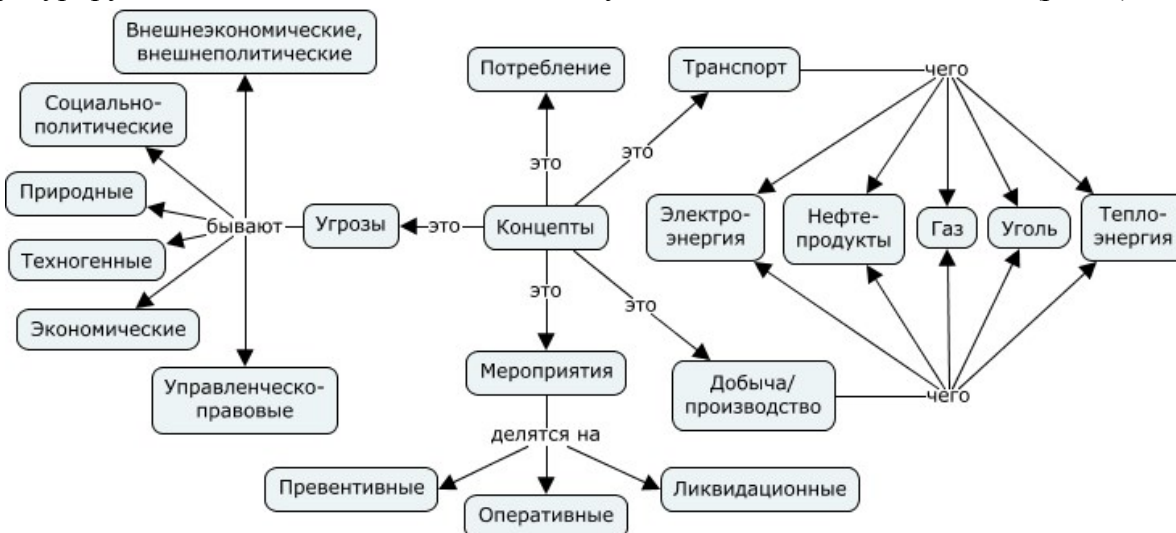 Внешнеэкономические,
внешнеполитические
Потребление
Транспорт
чего
Социально-
политические
это
это
Природные
бывают
Угрозы
это
Концепты
Электро-
энергия
Нефте-
продукты
Газ
Уголь
Тепло-
энергия
Техногенные
это
это
Экономические
Управленческо-
правовые
Мероприятия
Добыча/
производство
чего
делятся на
Превентивные
Оперативные
Ликвидационные